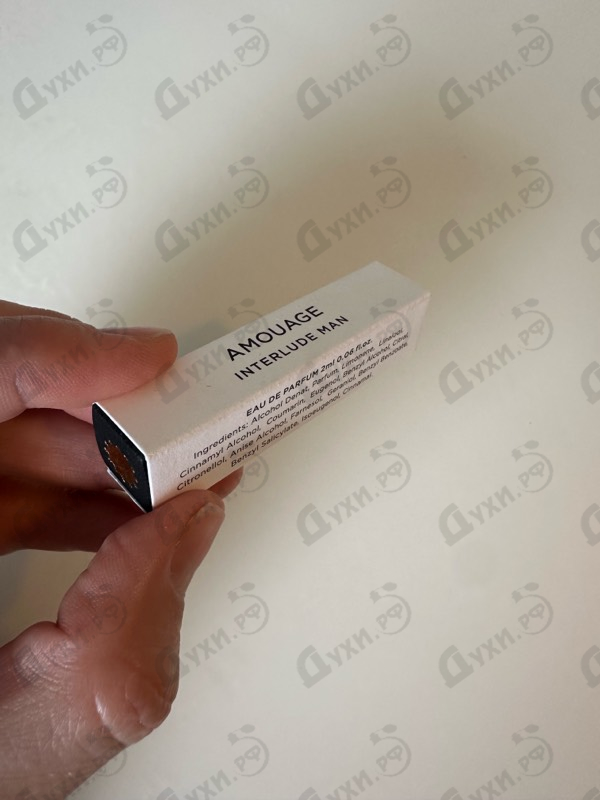 AMOUAGE
INTERLUDE MAN
EAU DE PARFUM 2ml 0.06 fl.oz.
Ingredients: Alcohol Denat, Parfum, Limonene, Linalool,
Cinnamyl Alcohol, Coumarin, Eugenol, Benzyl Alcohol, Citral,
Citronellol, Anise Alcohol, Farnesol, Geraniol, Benzyl Benzoate,
Benzyl Salicylate, Isoeugenol, Cinnamal.
Духи.рф